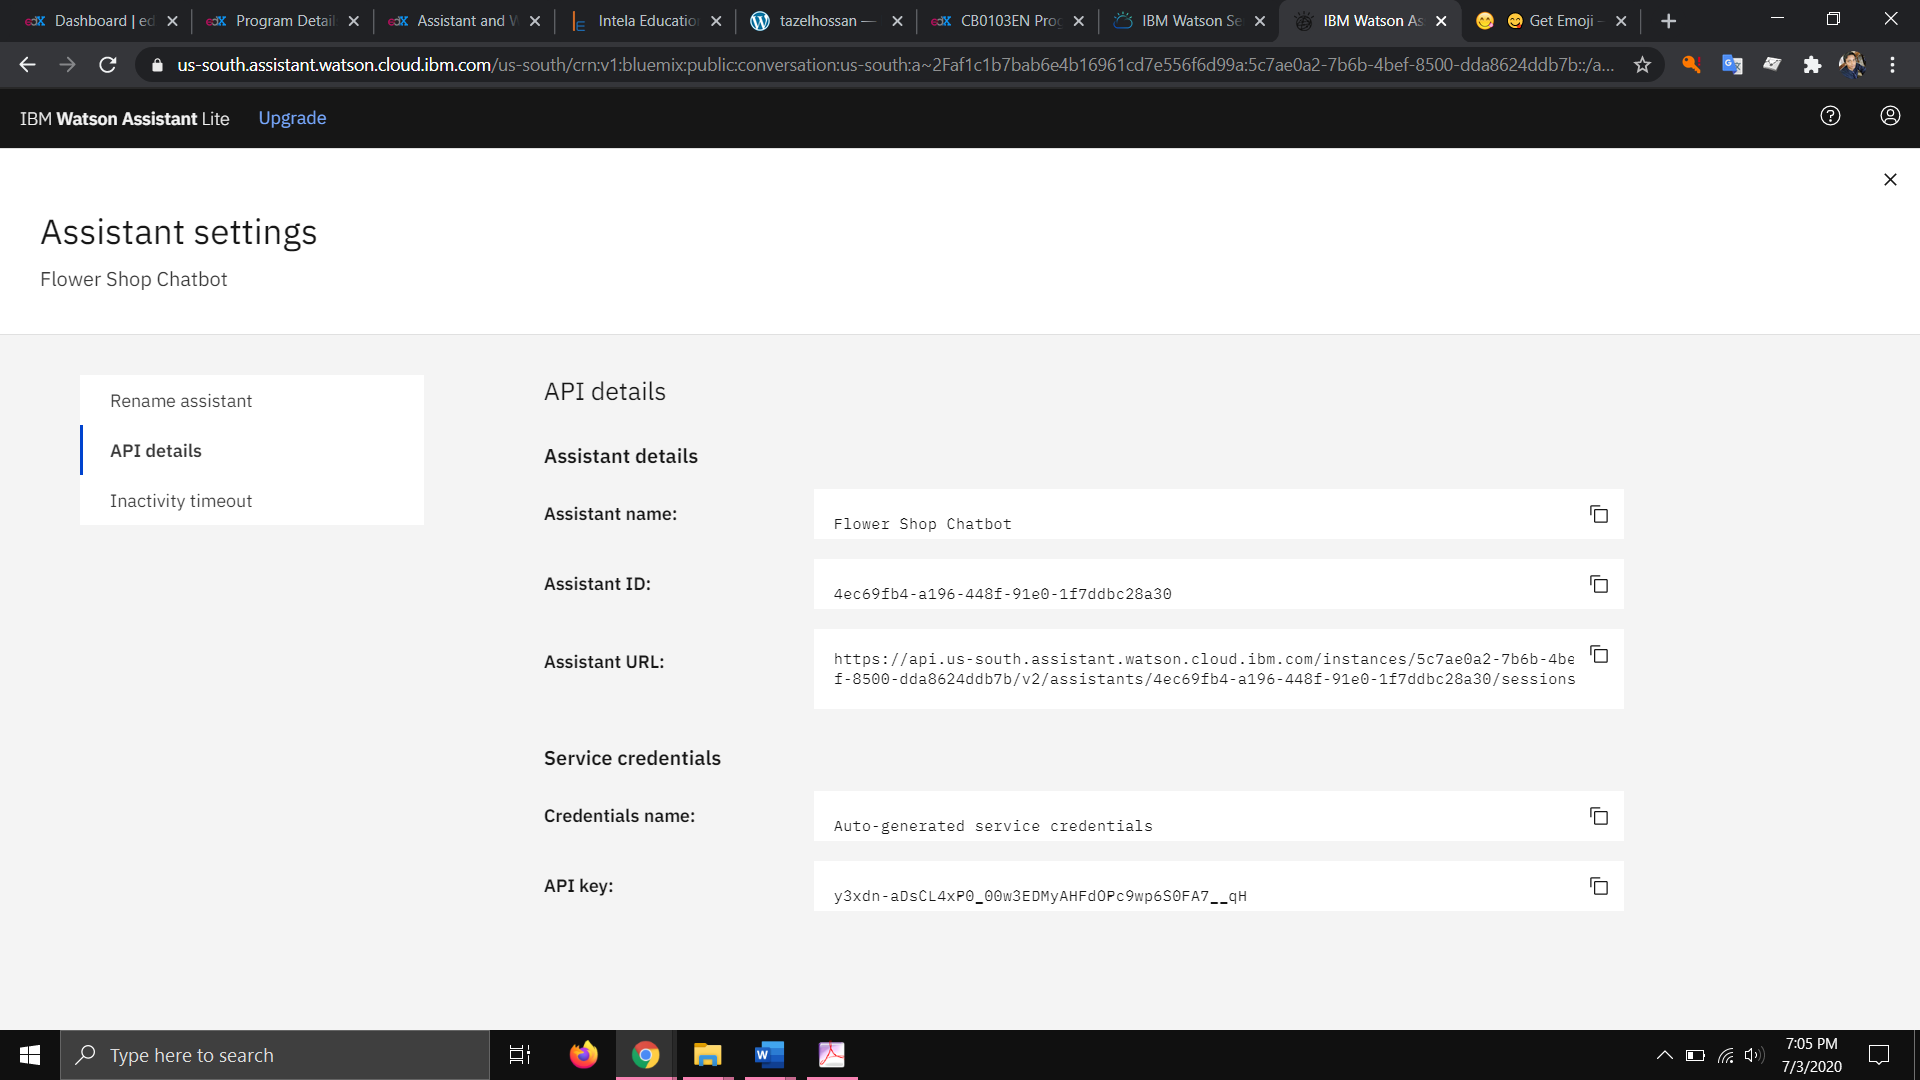 Dashboard | ed
Program Detail
Assistant and W
Intela Education
tazelhossan —
CB0103EN Prog
IBM Watson Se
IBM Watson As
Get Emoji –
us-south.assistant.watson.cloud.ibm.com/us-south/crn:v1:bluemix:public:conversation:us-south:a~2Faf1c1b7bab6e4b16961cd7e556f6d99a:5c7ae0a2-7b6b-4bef-8500-dda8624ddb7b::/a...
IBM Watson Assistant Lite
Upgrade
Assistant settings
Flower Shop Chatbot
Rename assistant
API details
Inactivity timeout
API details
Assistant details
Assistant name:
Flower Shop Chatbot
Assistant ID:
4ec69fb4-a196-448f-91e0-1f7ddbc28a30
Assistant URL:
https://api.us-south.assistant.watson.cloud.ibm.com/instances/5c7ae0a2-7b6b-4be
f-8500-dda8624ddb7b/v2/assistants/4ec69fb4-a196-448f-91e0-1f7ddbc28a30/sessions
Service credentials
Credentials name:
Auto-generated service credentials
API key:
y3xdn-aDsCL4xP0_00w3EDMyAHFdOPc9wp6S0FA7__qH
Type here to search
7:05 PM
7/3/2020